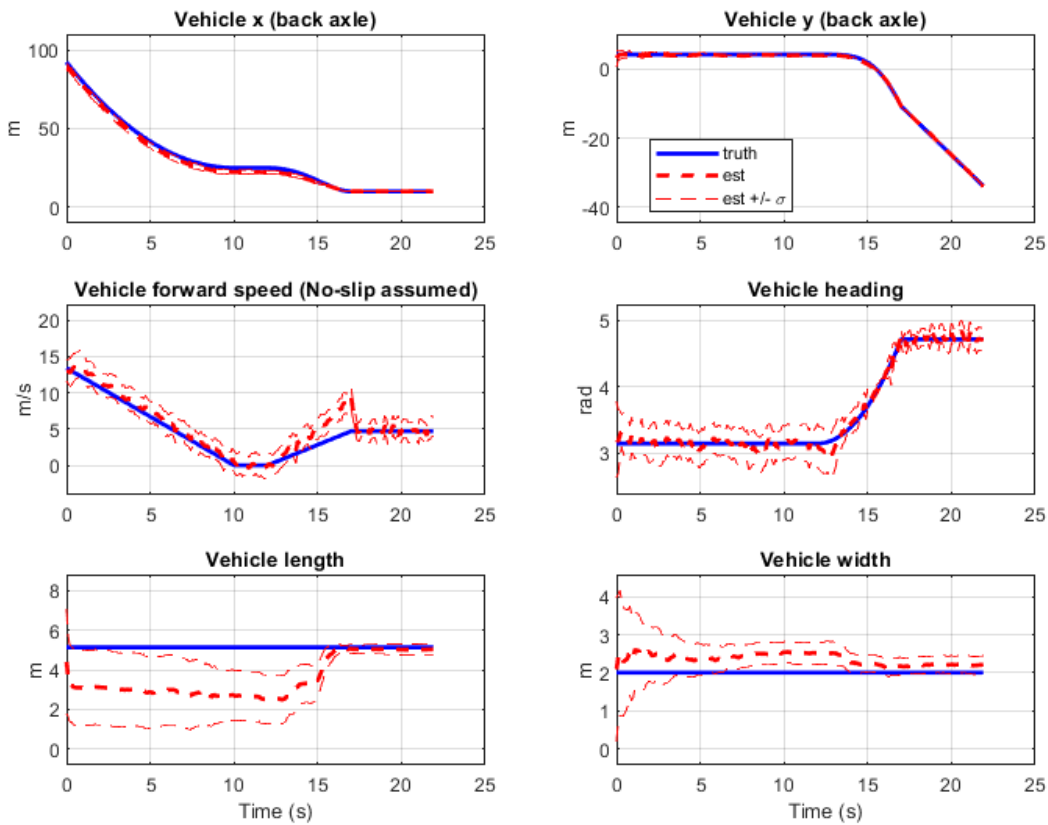 Vehicle x (back axle)
100
50
0
m
0 5 10 15 20 25
Vehicle y (back axle)
0
-20
-40
m
truth
est
est +/- σ
0 5 10 15 20 25
Vehicle forward speed (No-slip assumed)
20
15
10
5
0
m/s
0 5 10 15 20 25
Vehicle heading
5
4
3
rad
0 5 10 15 20 25
Vehicle length
8
6
4
2
0
m
0 5 10 15 20 25
Time (s)
Vehicle width
4
3
2
1
0
m
0 5 10 15 20 25
Time (s)